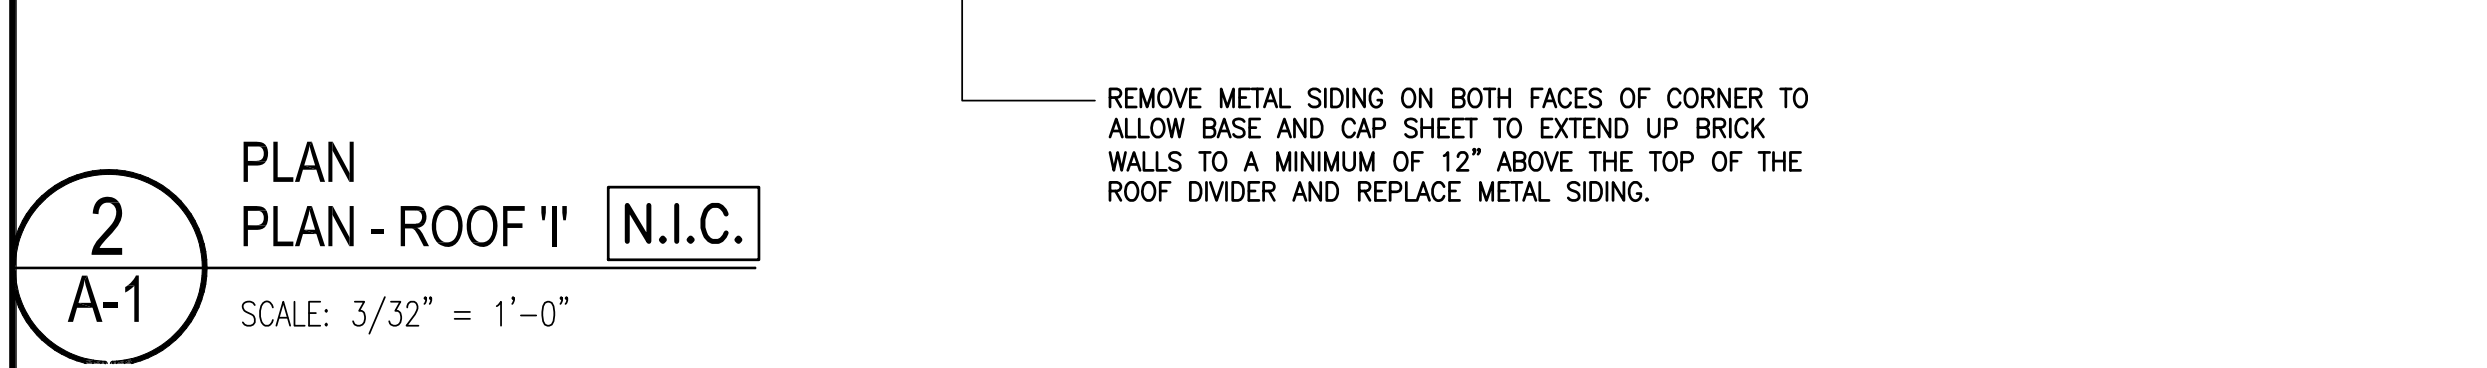 REMOVE METAL SIDING ON BOTH FACES OF CORNER TO
ALLOW BASE AND CAP SHEET TO EXTEND UP BRICK
WALLS TO A MINIMUM OF 12” ABOVE THE TOP OF THE
ROOF DIVIDER AND REPLACE METAL SIDING.
2
A-1
PLAN
PLAN - ROOF 'I' N.I.C.
SCALE: 3/32” = 1’-0”